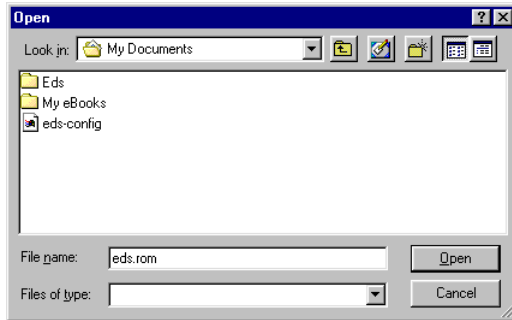 Open
Look in: My Documents
Eds
My eBooks
eds-config
File name: eds.rom Open
Files of type: Cancel